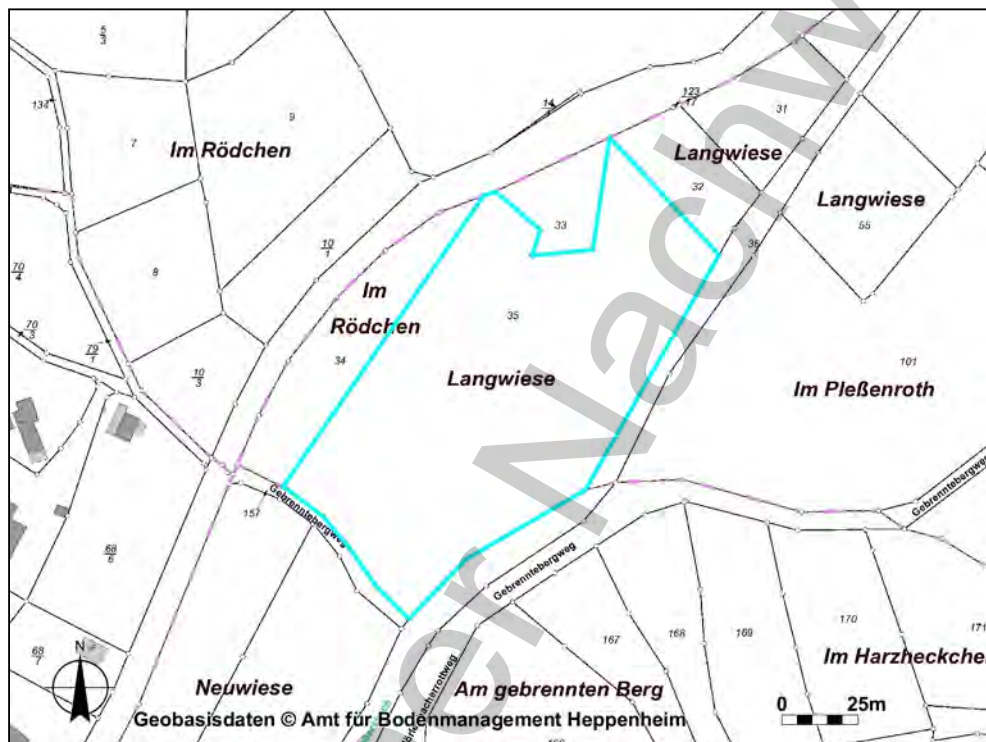 5
3
134
7
9
Im Rödchen
14
123
17
31
Langwiese
32
Langwiese
55
33
36
10
1
8
70
4
Im
Rödchen
34
35
Langwiese
101
Im Pleßenroth
70
3
79
1
10
3
Gebrenntebergweg
157
Gebrenntebergweg
Gebrenntebergweg
68
6
167
168
169
170
171
68
7
N
Neuwiese
Am gebrennten Berg
Im Harzheckche
0
25m
Geobasisdaten © Amt für Bodenmanagement Heppenheim
er Nachw